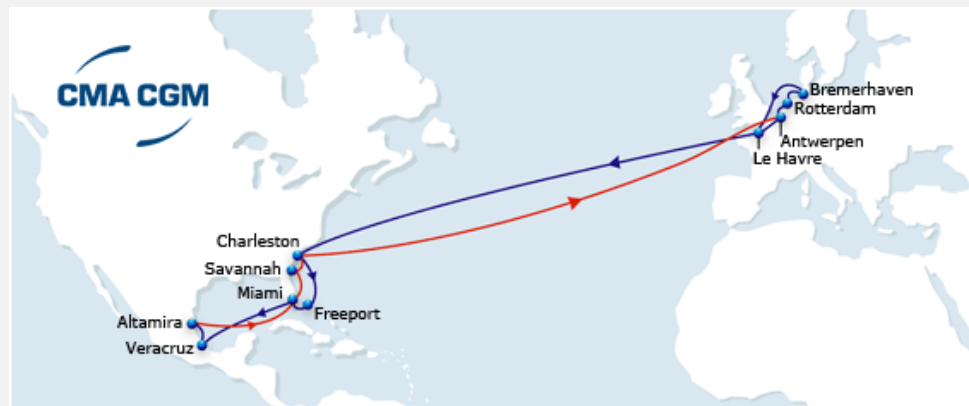 CMA CGM
Bremerhaven
Rotterdam
Antwerpen
Le Havre
Charleston
Savannah
Miami
Freeport
Altamira
Veracruz